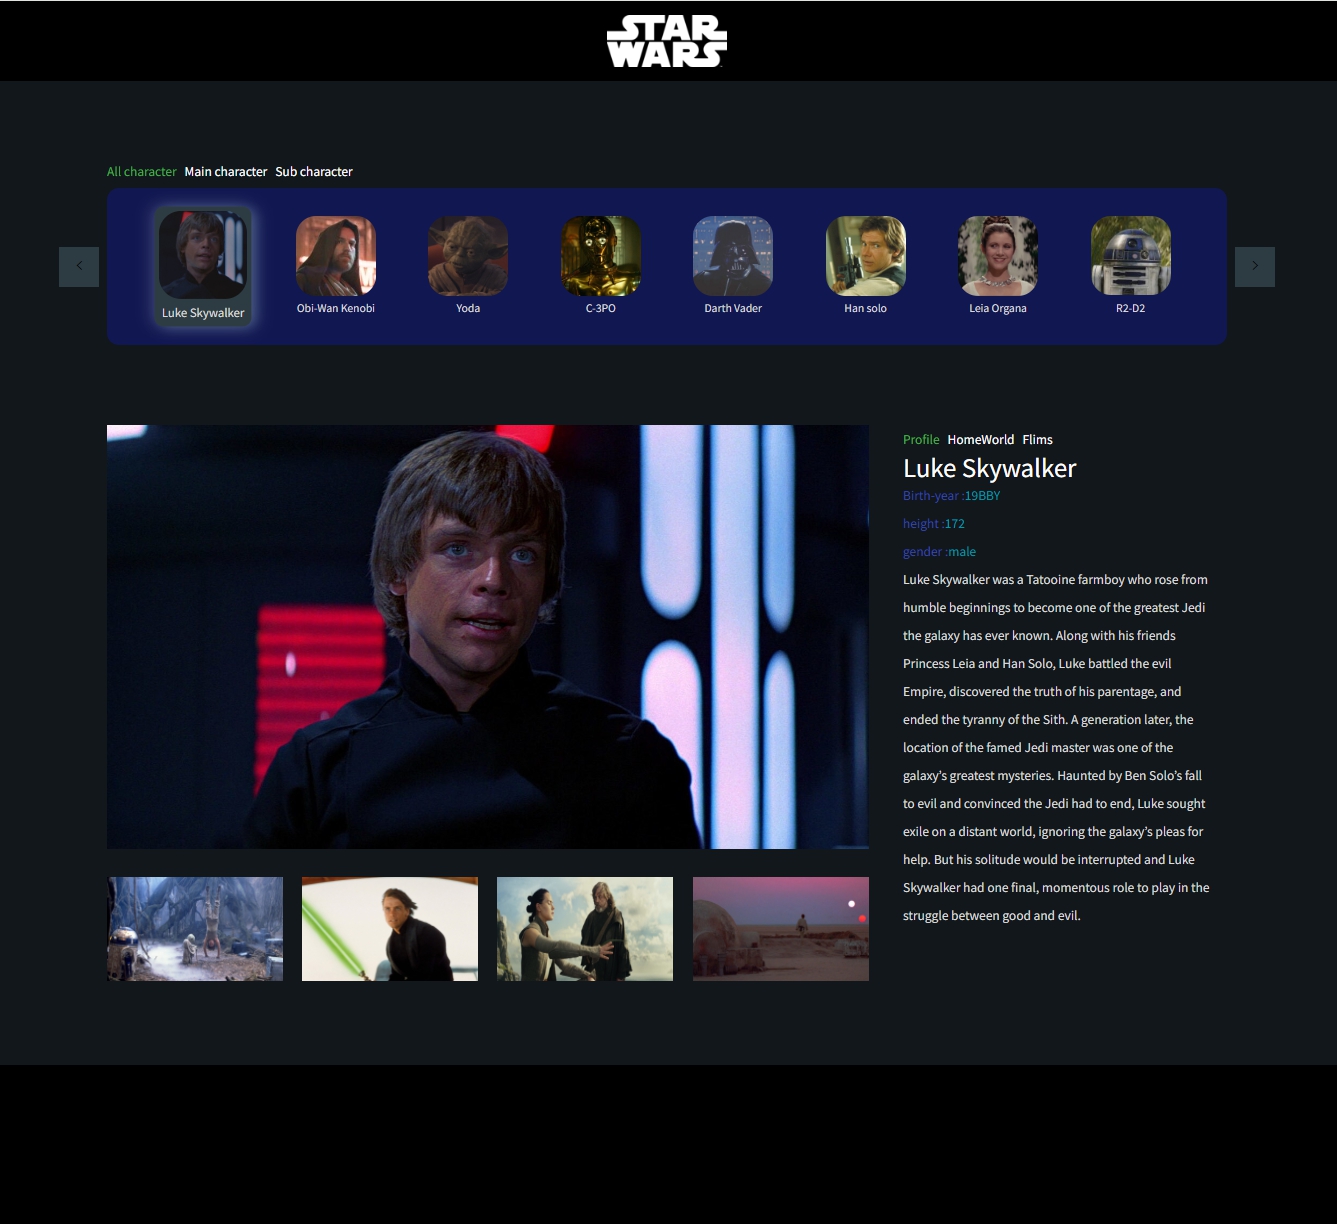 STAR
WARS
All character Main character Sub character
Luke Skywalker
Obi-Wan Kenobi
Yoda
C-3PO
Darth Vader
Han solo
Leia Organa
R2-D2
Profile HomeWorld Flims
Luke Skywalker
Birth-year :19BBY
height :172
gender :male
Luke Skywalker was a Tatooine farmboy who rose from
humble beginnings to become one of the greatest Jedi
the galaxy has ever known. Along with his friends
Princess Leia and Han Solo, Luke battled the evil
Empire, discovered the truth of his parentage, and
ended the tyranny of the Sith. A generation later, the
location of the famed Jedi master was one of the
galaxy’s greatest mysteries. Haunted by Ben Solo’s fall
to evil and convinced the Jedi had to end, Luke sought
exile on a distant world, ignoring the galaxy’s pleas for
help. But his solitude would be interrupted and Luke
Skywalker had one final, momentous role to play in the
struggle between good and evil.